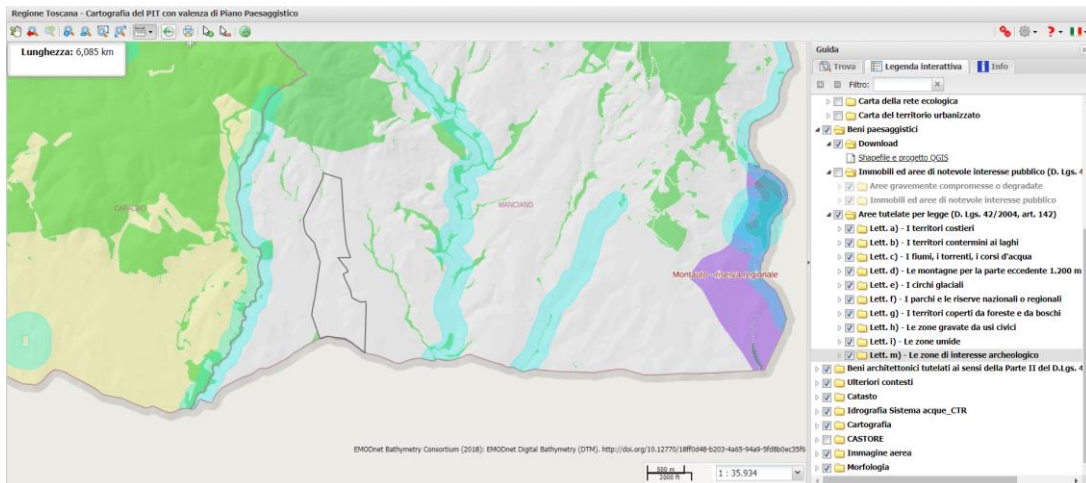 Regione Toscana - Cartografia del PIT con valenza di Piano Paesaggistico
Lunghezza: 6,085 km
CAPALBIO
MANCIANO
Montauto - riserva regionale
EMODnet Bathymetry Consortium (2018): EMODnet Digital Bathymetry (DTM). http://doi.org/10.12770/18ff0d48-b203-4a65-94a9-5fd8b0ec35f6
500 m
2000 ft
1 : 35.934
Guida
Trova
Legenda interattiva
Info
Filtro:
Carta della rete ecologica
Carta del territorio urbanizzato
Beni paesaggistici
Download
Shapefile e progetto QGIS
Immobili ed aree di notevole interesse pubblico (D. Lgs. 4
Aree gravemente compromesse o degradate
Immobili ed aree di notevole interesse pubblico
Aree tutelate per legge (D. Lgs. 42/2004, art. 142)
Lett. a) - I territori costieri
Lett. b) - I territori contermini ai laghi
Lett. c) - I fiumi, i torrenti, i corsi d'acqua
Lett. d) - Le montagne per la parte eccedente 1.200 m
Lett. e) - I circhi glaciali
Lett. f) - I parchi e le riserve nazionali o regionali
Lett. g) - I territori coperti da foreste e da boschi
Lett. h) - Le zone gravate da usi civici
Lett. i) - Le zone umide
Lett. m) - Le zone di interesse archeologico
Beni architettonici tutelati ai sensi della Parte II del D.Lgs. 4
Ulteriori contesti
Catasto
Idrografia Sistema acque_CTR
Cartografia
CASTORE
Immagine aerea
Morfologia